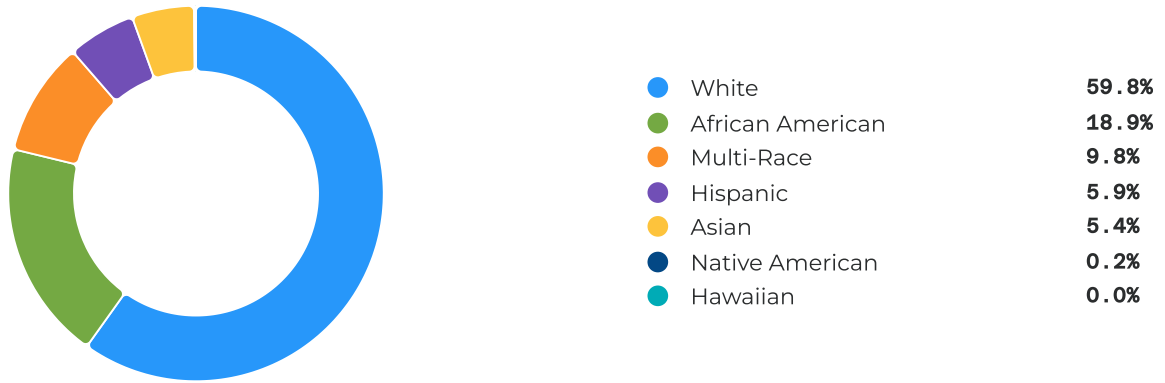 White 59.8%
African American 18.9%
Multi-Race 9.8%
Hispanic 5.9%
Asian 5.4%
Native American 0.2%
Hawaiian 0.0%